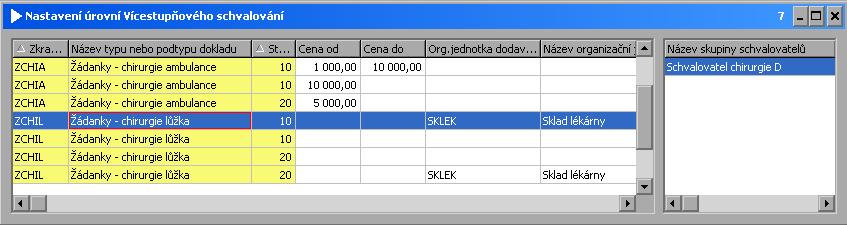 Nastavení úrovní Vícestupňového schvalování 7
Zkra... Název typu nebo podtypu dokladu St... Cena od Cena do Org.jednotka dodav... Název organizační j
ZCHIA Žádanky - chirurgie ambulance 10 1 000,00 10 000,00
ZCHIA Žádanky - chirurgie ambulance 10 10 000,00
ZCHIA Žádanky - chirurgie ambulance 20 5 000,00
ZCHIL Žádanky - chirurgie lůžka 10 SKLEK Sklad lékárny
ZCHIL Žádanky - chirurgie lůžka 10
ZCHIL Žádanky - chirurgie lůžka 20
ZCHIL Žádanky - chirurgie lůžka 20 SKLEK Sklad lékárny
Název skupiny schvalovatelů
Schvalovatel chirurgie D